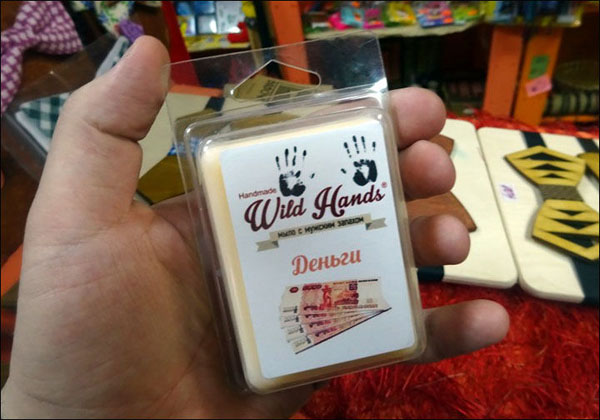 Handmade
Wild Hands®
мыло с мужским запахом
Деньги